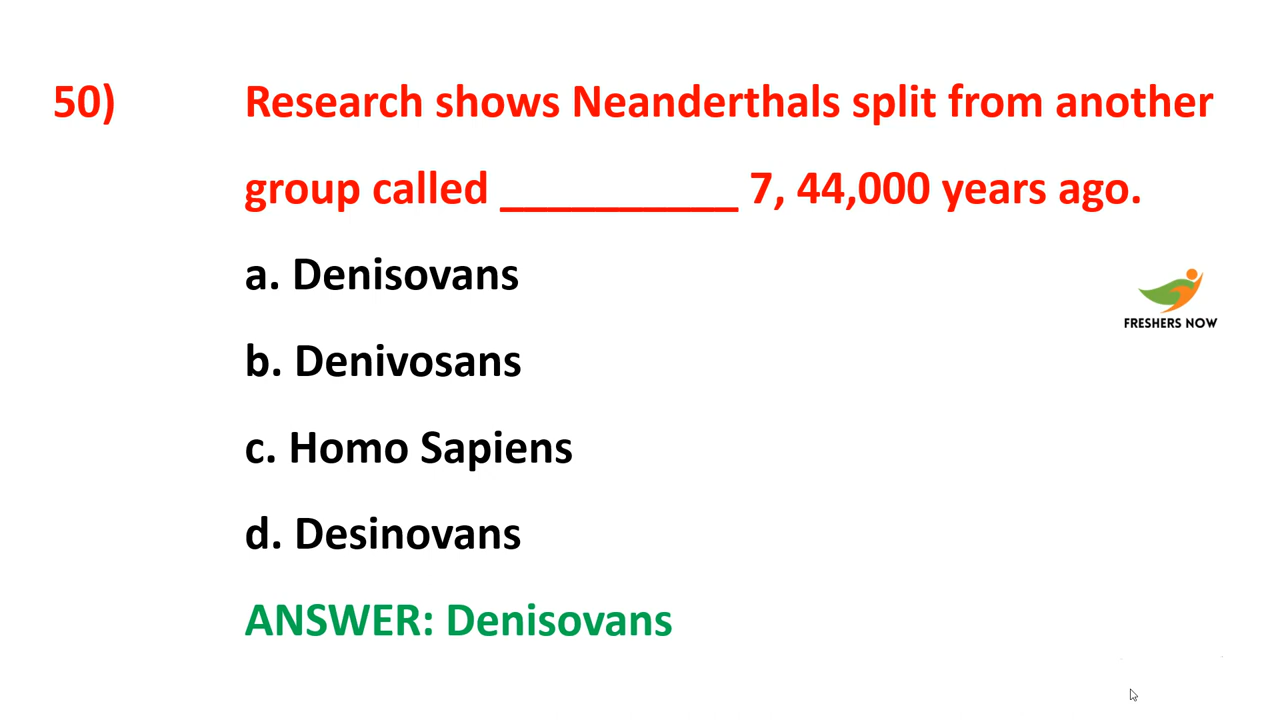 50) Research shows Neanderthals split from another
group called __________ 7, 44,000 years ago.
a. Denisovans
b. Denivosans
FRESHERS NOW
c. Homo Sapiens
d. Desinovans
ANSWER: Denisovans